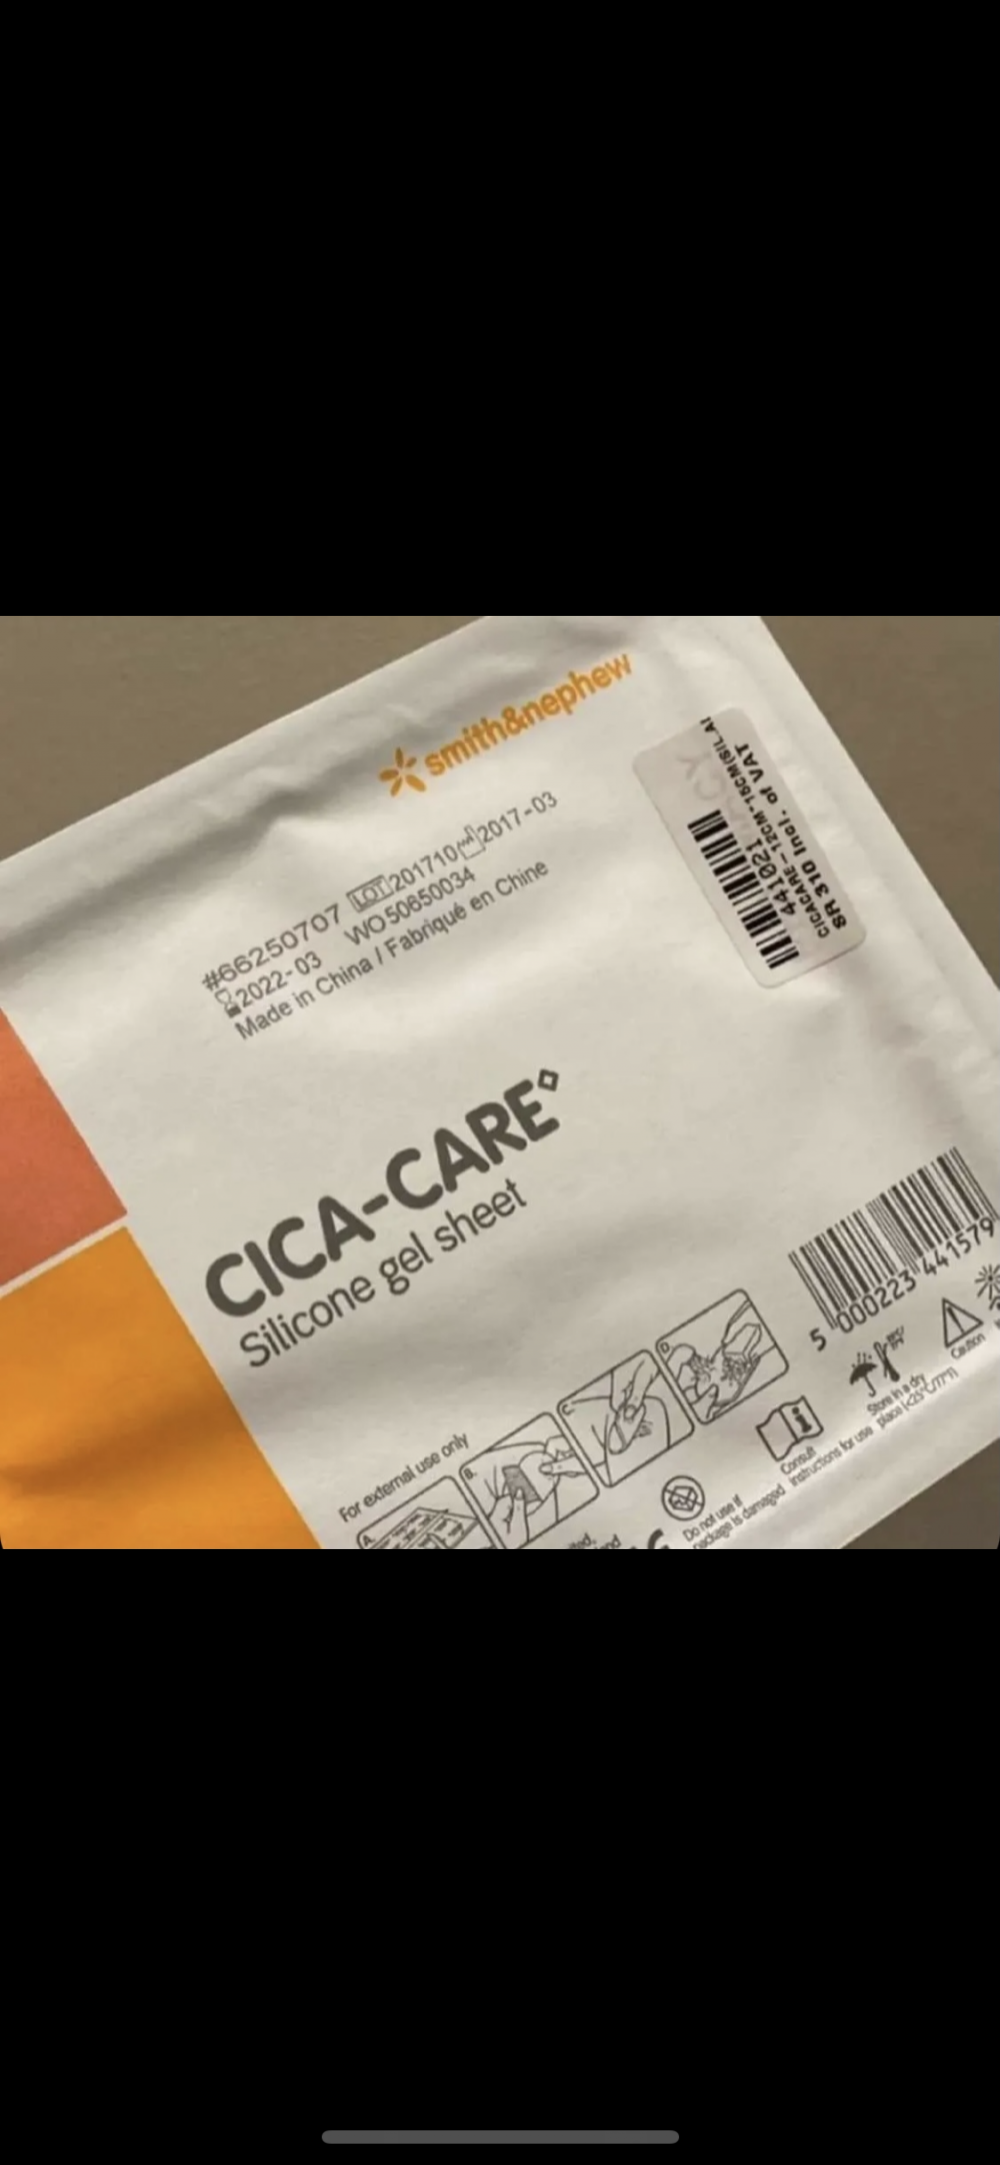 smith&nephew
#66250707 LOT 201710 2017-03
2022-03 WO50650034
Made in China / Fabriqué en Chine
441021
SR 310 Incl. of VAT
CICA-CARE
Silicone gel sheet
5 000223 441579
For external use only
A.
B.
C.
D.
Do not use if
package is damaged
Consult
instructions for use
Store in a dry
place (<25°C/77°F)
Caution